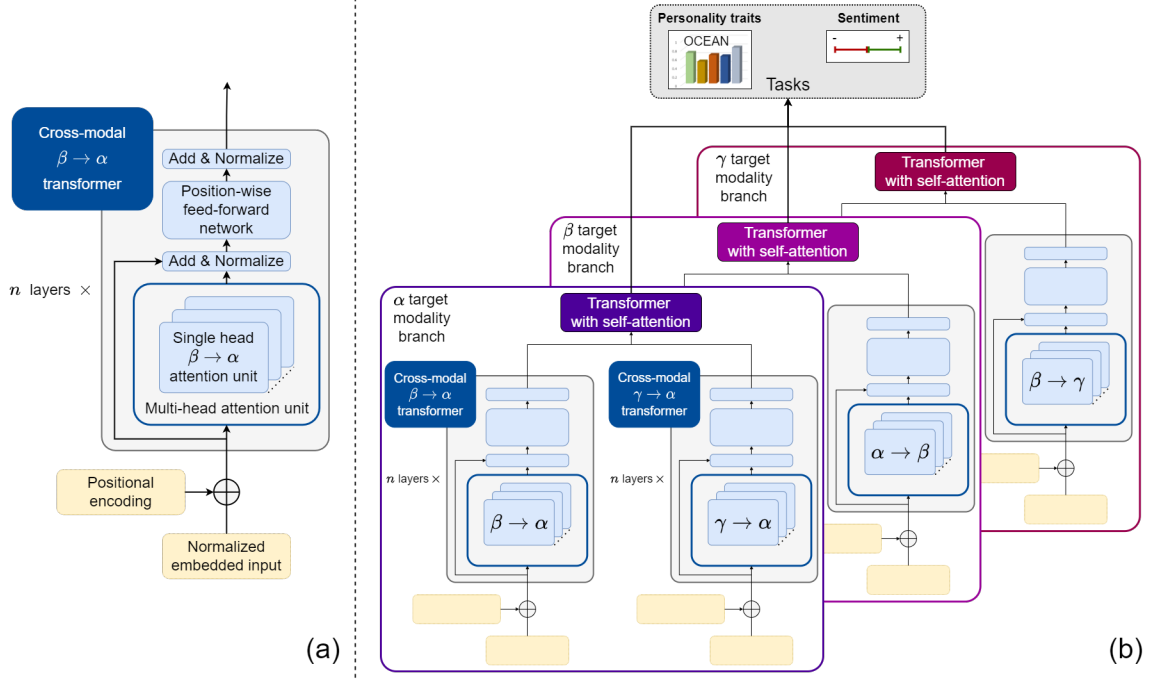 Cross-modal
β → α
transformer
Add & Normalize
Position-wise
feed-forward
network
Add & Normalize
n layers ×
Single head
β → α
attention unit
Multi-head attention unit
Positional
encoding
Normalized
embedded input
(a)
Personality traits
OCEAN
Sentiment
- +
Tasks
γ target
modality
branch
Transformer
with self-attention
β target
modality
branch
Transformer
with self-attention
α target
modality
branch
Transformer
with self-attention
Cross-modal
β → α
transformer
n layers ×
β → α
Cross-modal
γ → α
transformer
n layers ×
γ → α
α → β
β → γ
(b)